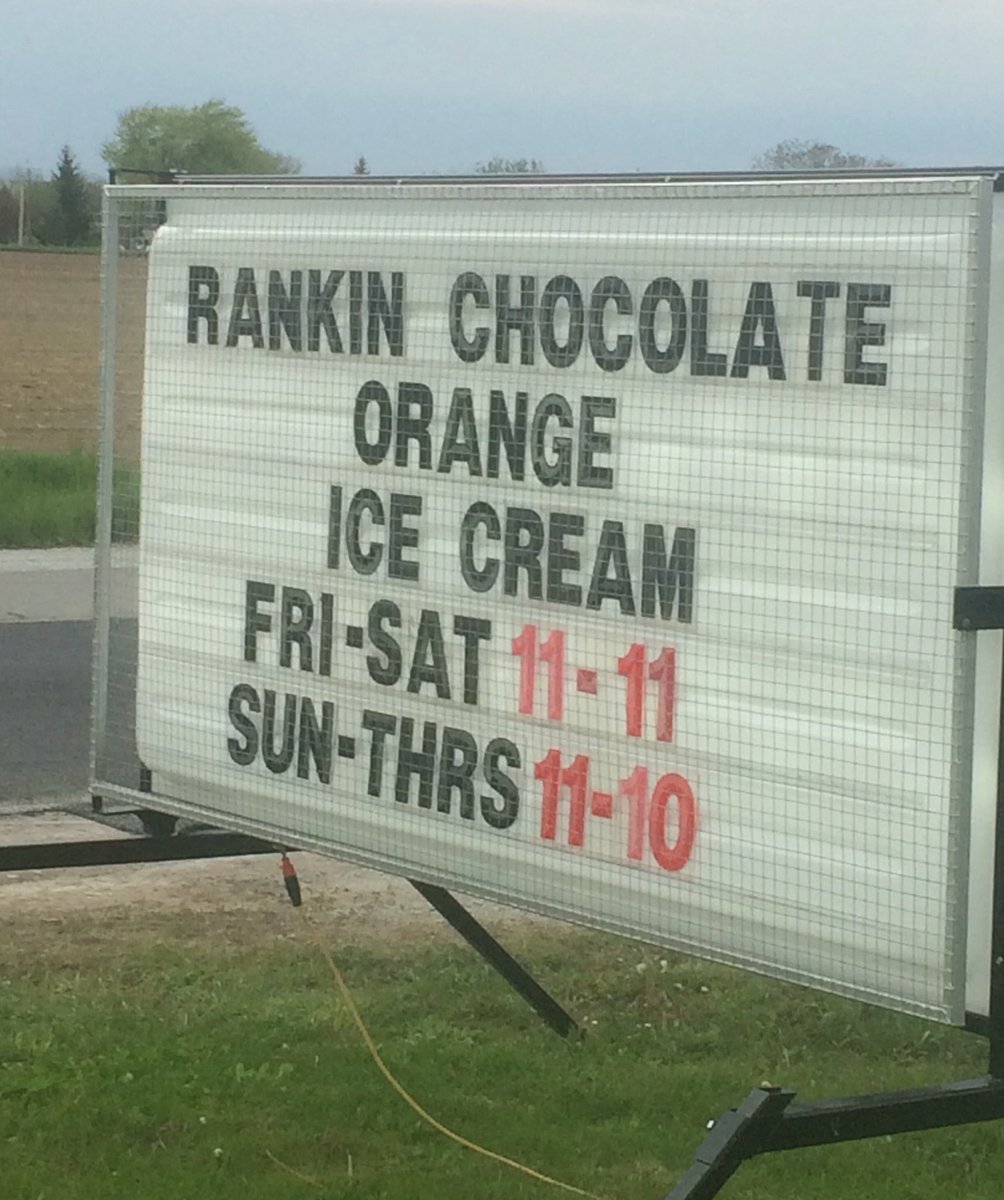 RANKIN CHOCOLATE
ORANGE
ICE CREAM
FRI-SAT 11-11
SUN-THRS 11-10